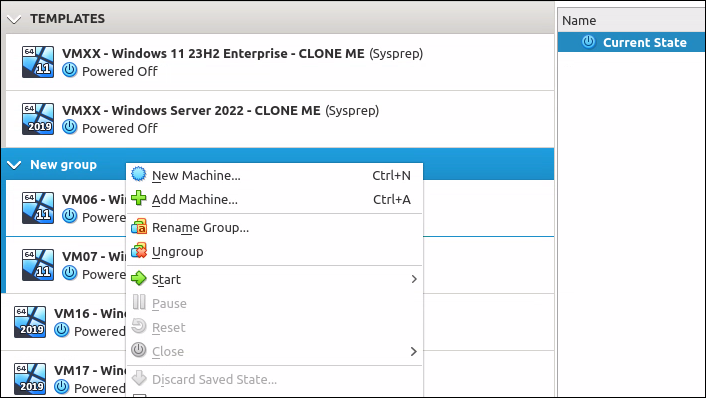 TEMPLATES
Name
64 11 VMXX - Windows 11 23H2 Enterprise - CLONE ME (Sysprep)
Powered Off
Current State
64 2019 VMXX - Windows Server 2022 - CLONE ME (Sysprep)
Powered Off
New group
New Machine... Ctrl+N
Add Machine... Ctrl+A
Rename Group...
Ungroup
Start
Pause
Reset
Close
Discard Saved State...
64 11 VM06 - Wi
Powered
64 11 VM07 - Wi
Powered
64 2019 VM16 - Wind
Powered
64 2019 VM17 - Wind
Powered